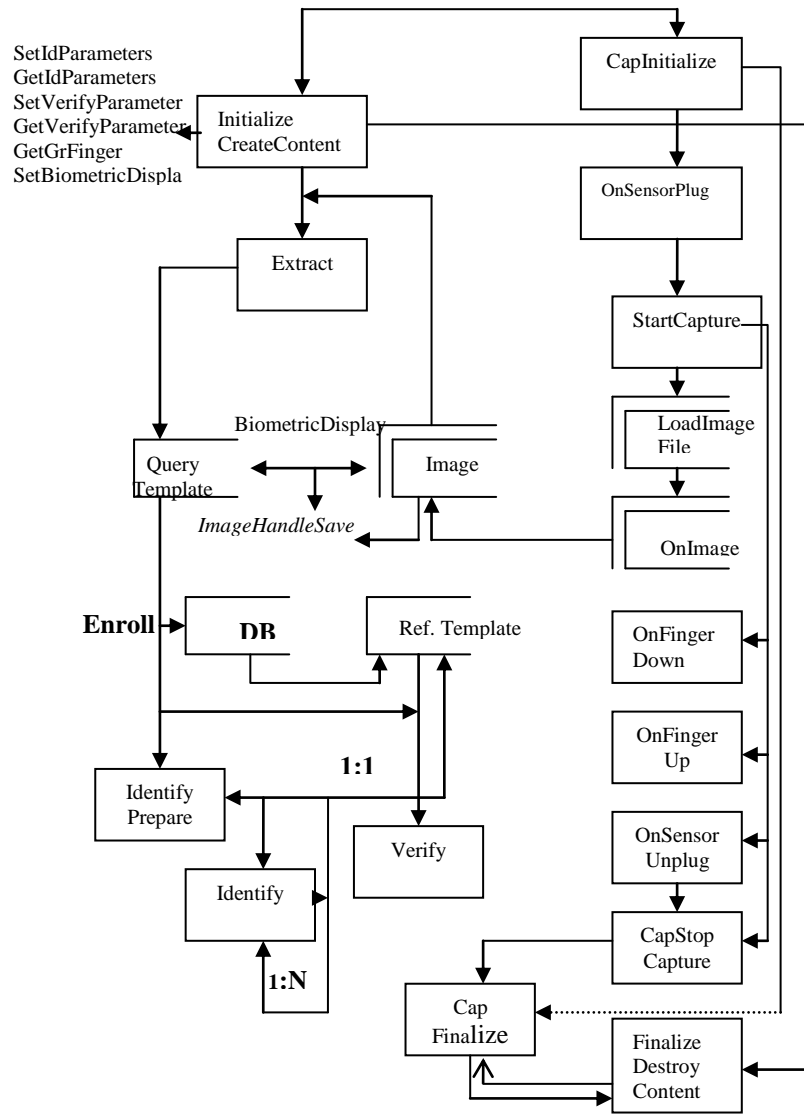 SetIdParameters
GetIdParameters
SetVerifyParameter
GetVerifyParameter
GetGrFinger
SetBiometricDispla
Initialize
CreateContent
CapInitialize
OnSensorPlug
Extract
StartCapture
BiometricDisplay
Query
Template
Image
LoadImage
File
ImageHandleSave
OnImage
Enroll
DB
Ref. Template
OnFinger
Down
OnFinger
Up
1:1
Identify
Prepare
Verify
OnSensor
Unplug
Identify
1:N
CapStop
Capture
Cap
Finalize
Finalize
Destroy
Content